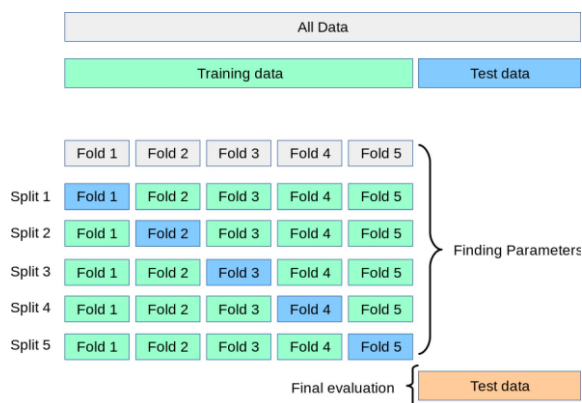 All Data
Training data Test data
Fold 1 Fold 2 Fold 3 Fold 4 Fold 5
Split 1 Fold 1 Fold 2 Fold 3 Fold 4 Fold 5
Split 2 Fold 1 Fold 2 Fold 3 Fold 4 Fold 5
Finding Parameters
Split 3 Fold 1 Fold 2 Fold 3 Fold 4 Fold 5
Split 4 Fold 1 Fold 2 Fold 3 Fold 4 Fold 5
Split 5 Fold 1 Fold 2 Fold 3 Fold 4 Fold 5
Final evaluation Test data